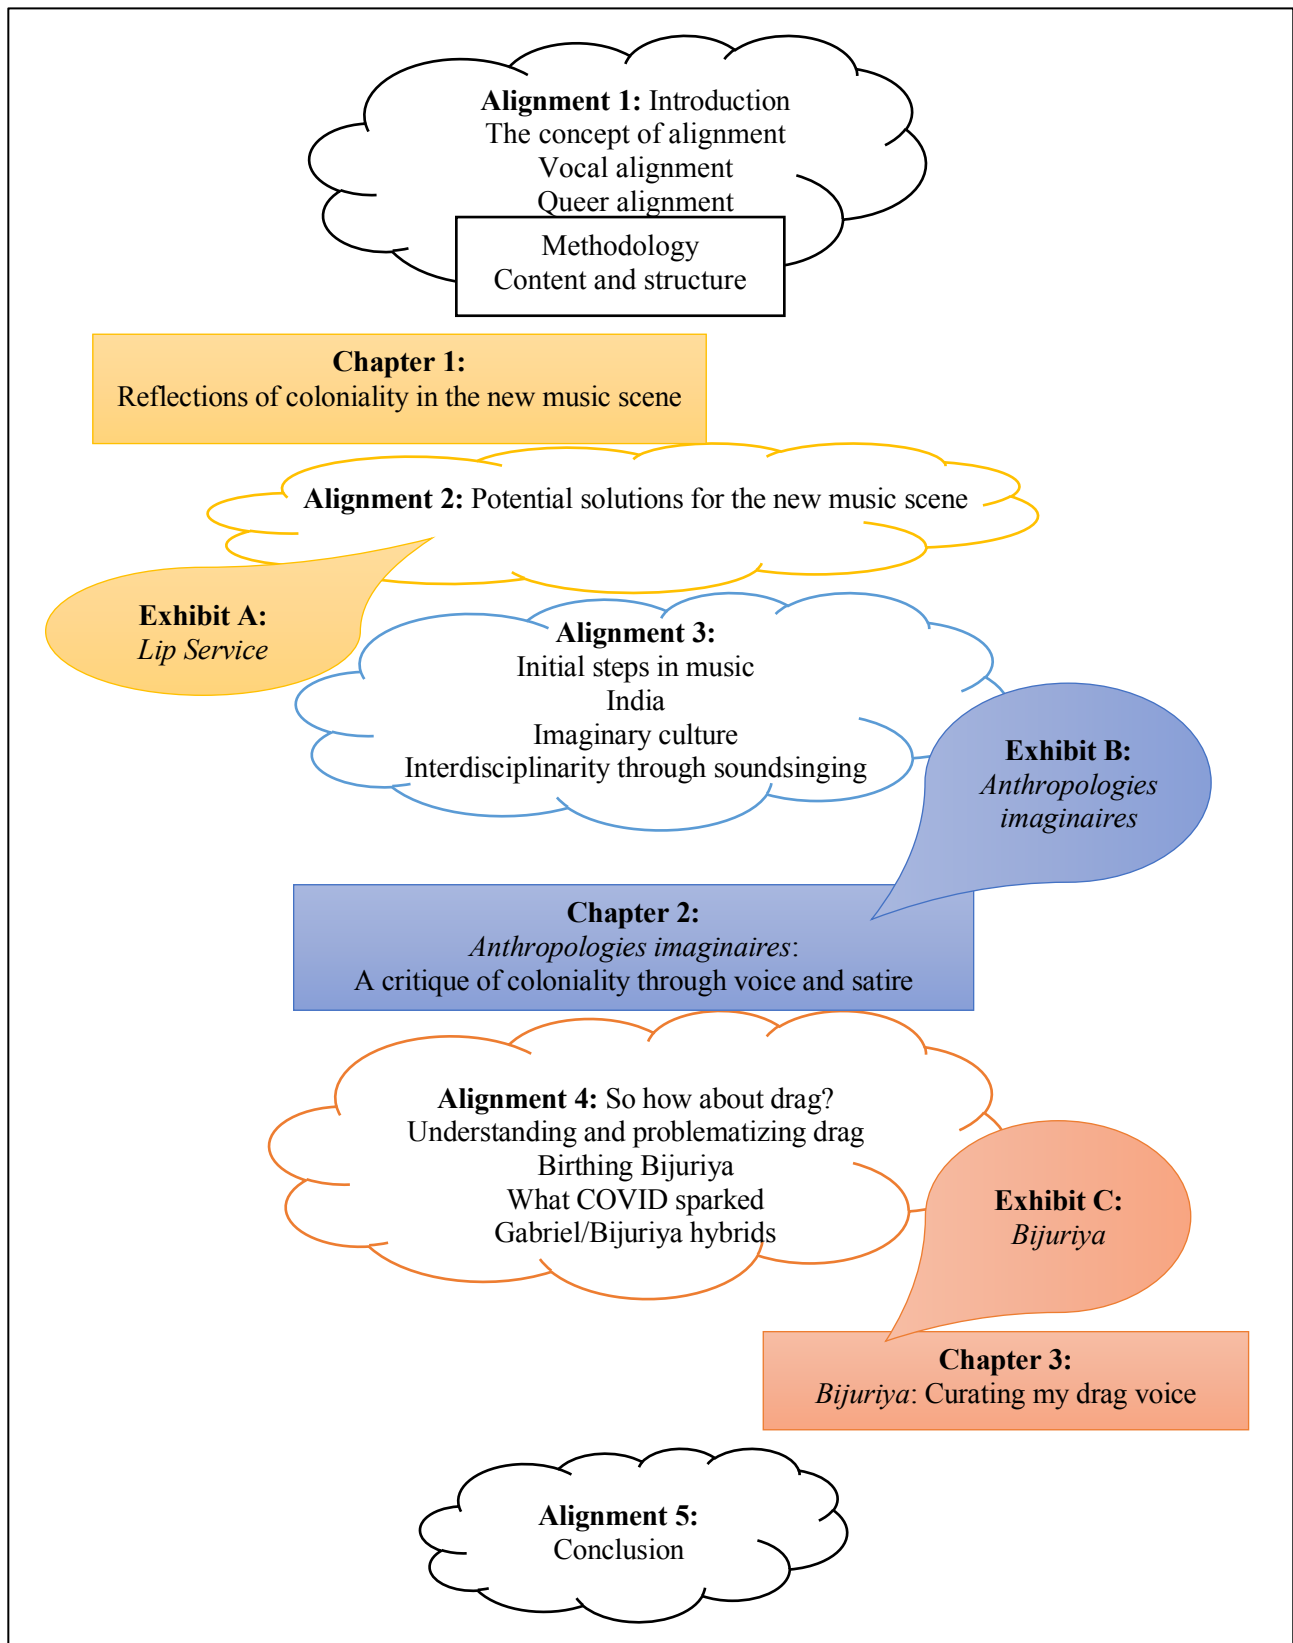 Alignment 1: Introduction
The concept of alignment
Vocal alignment
Queer alignment
Methodology
Content and structure
Chapter 1:
Reflections of coloniality in the new music scene
Alignment 2: Potential solutions for the new music scene
Exhibit A:
Lip Service
Alignment 3:
Initial steps in music
India
Imaginary culture
Interdisciplinarity through soundsinging
Exhibit B:
Anthropologies
imaginaires
Chapter 2:
Anthropologies imaginaires:
A critique of coloniality through voice and satire
Alignment 4: So how about drag?
Understanding and problematizing drag
Birthing Bijuriya
What COVID sparked
Gabriel/Bijuriya hybrids
Exhibit C:
Bijuriya
Chapter 3:
Bijuriya: Curating my drag voice
Alignment 5:
Conclusion